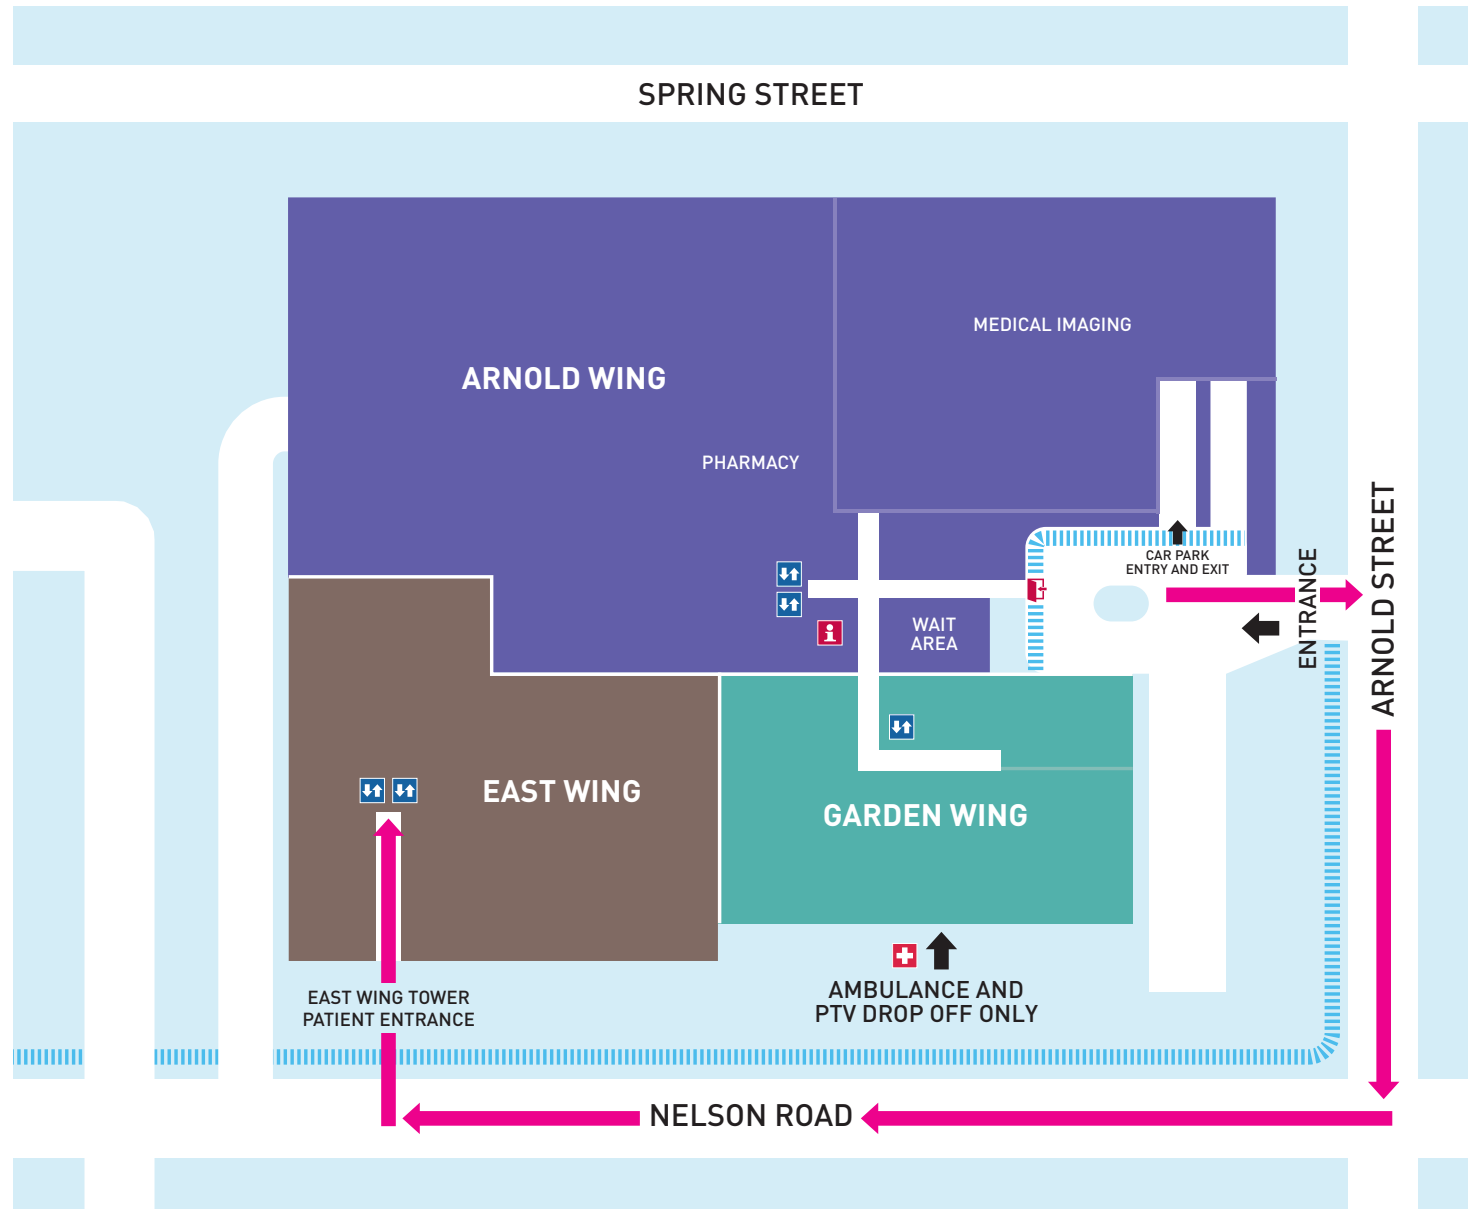 SPRING STREET
MEDICAL IMAGING
ARNOLD WING
PHARMACY
CAR PARK
ENTRY AND EXIT
ENTRANCE
ARNOLD STREET
WAIT
AREA
EAST WING
GARDEN WING
EAST WING TOWER
PATIENT ENTRANCE
AMBULANCE AND
PTV DROP OFF ONLY
NELSON ROAD